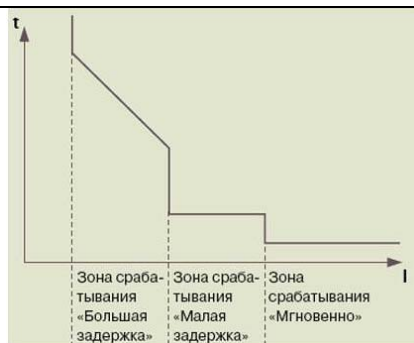 t
I
Зона сраба-
тывания
«Большая
задержка»
Зона сраба-
тывания
«Малая
задержка»
Зона
срабатывания
«Мгновенно»